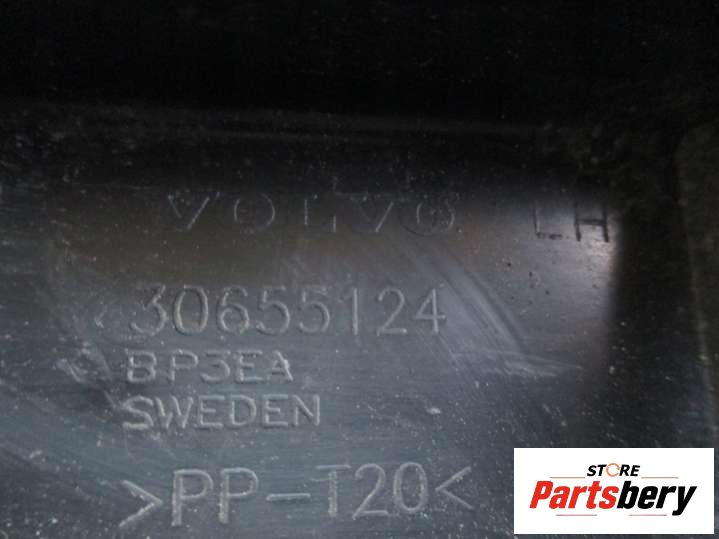 VOLVO LH
30655124
BP3EA
SWEDEN
>PP-T20<
STORE
Partsbery